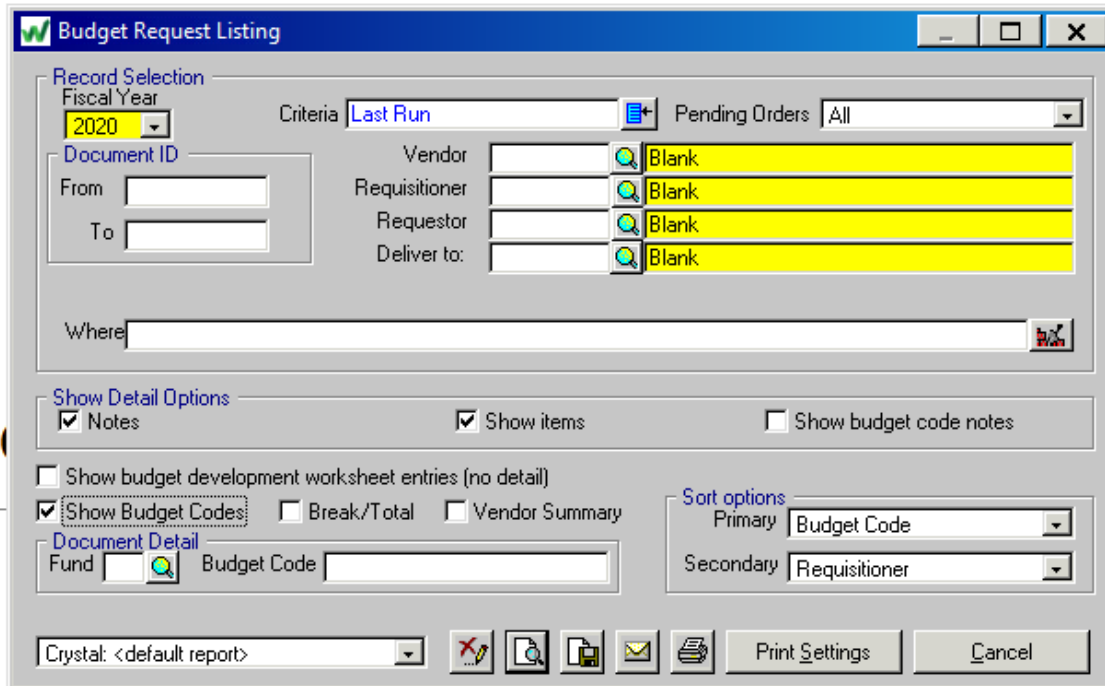 Budget Request Listing
Record Selection
Fiscal Year
2020
Criteria Last Run
Pending Orders All
Document ID
From
To
Vendor Blank
Requisitioner Blank
Requestor Blank
Deliver to: Blank
Where
Show Detail Options
Notes Show items Show budget code notes
Show budget development worksheet entries (no detail)
Show Budget Codes Break/Total Vendor Summary
Sort options
Primary Budget Code
Secondary Requisitioner
Document Detail
Fund Budget Code
Crystal: <default report> Print Settings Cancel